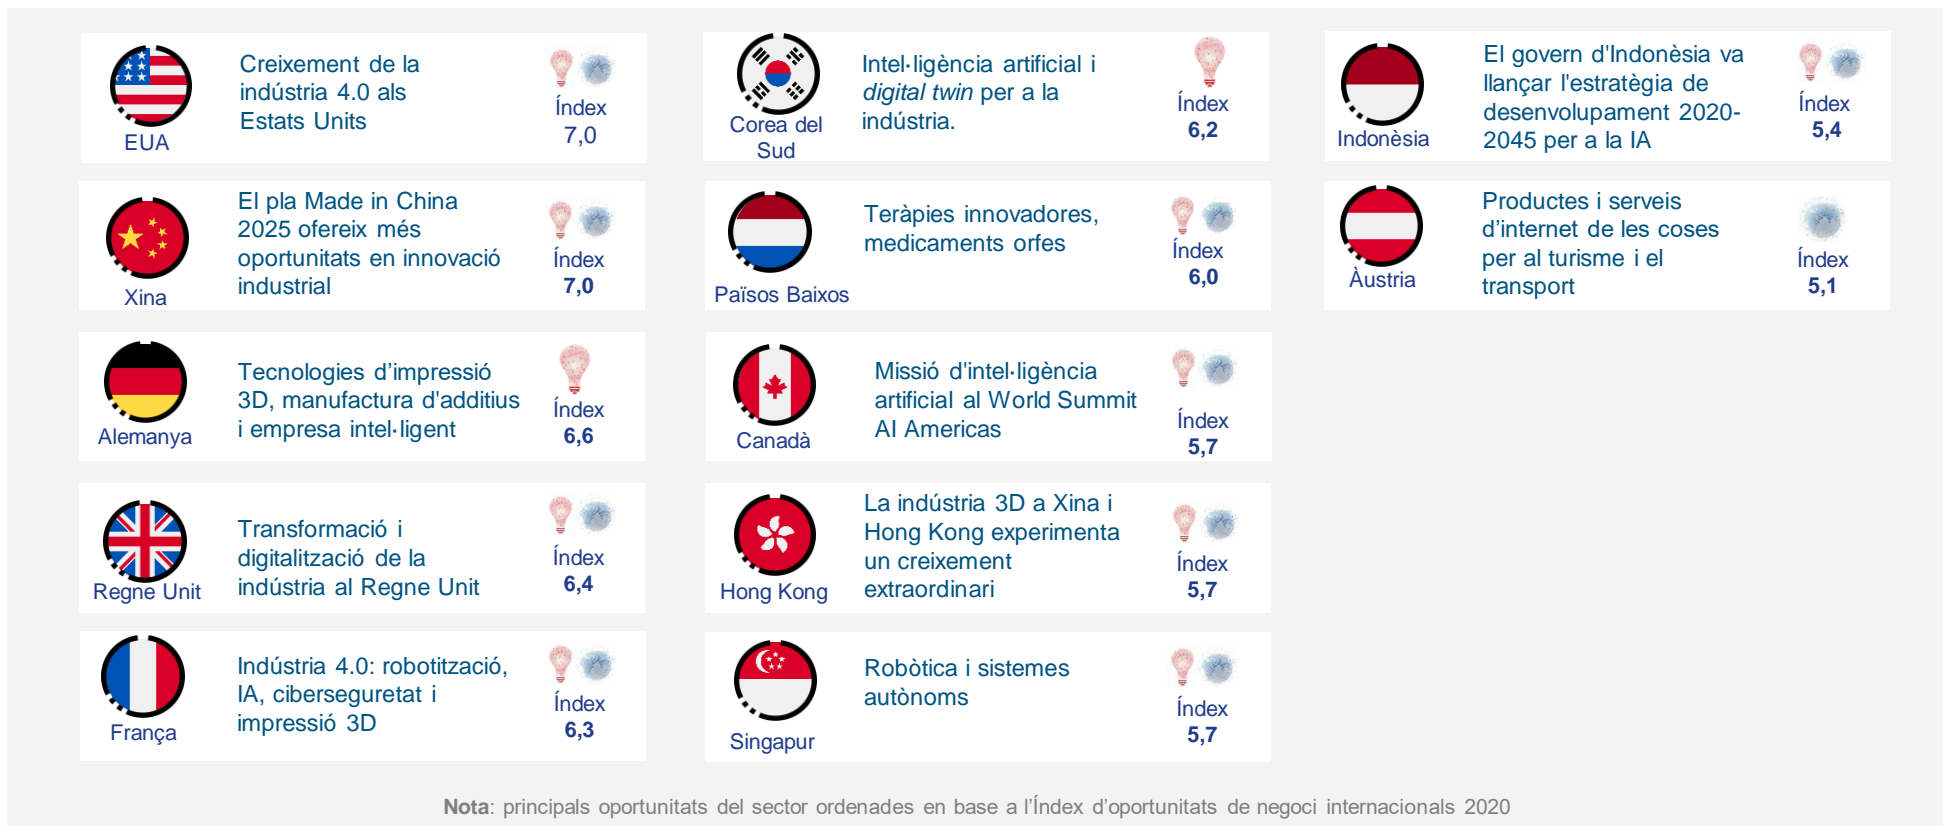 EUA
Creixement de la
indústria 4.0 als
Estats Units
Índex
7,0
Xina
El pla Made in China
2025 ofereix més
oportunitats en innovació
industrial
Índex
7,0
Alemanya
Tecnologies d’impressió
3D, manufactura d'additius
i empresa intel·ligent
Índex
6,6
Regne Unit
Transformació i
digitalització de la
indústria al Regne Unit
Índex
6,4
França
Indústria 4.0: robotització,
IA, ciberseguretat i
impressió 3D
Índex
6,3
Corea del
Sud
Intel·ligència artificial i
digital twin per a la
indústria.
Índex
6,2
Països Baixos
Teràpies innovadores,
medicaments orfes
Índex
6,0
Canadà
Missió d'intel·ligència
artificial al World Summit
AI Americas
Índex
5,7
Hong Kong
La indústria 3D a Xina i
Hong Kong experimenta
un creixement
extraordinari
Índex
5,7
Singapur
Robòtica i sistemes
autònoms
Índex
5,7
Indonèsia
El govern d'Indonèsia va
llançar l'estratègia de
desenvolupament 2020-
2045 per a la IA
Índex
5,4
Àustria
Productes i serveis
d’internet de les coses
per al turisme i el
transport
Índex
5,1
Nota: principals oportunitats del sector ordenades en base a l’Índex d’oportunitats de negoci internacionals 2020